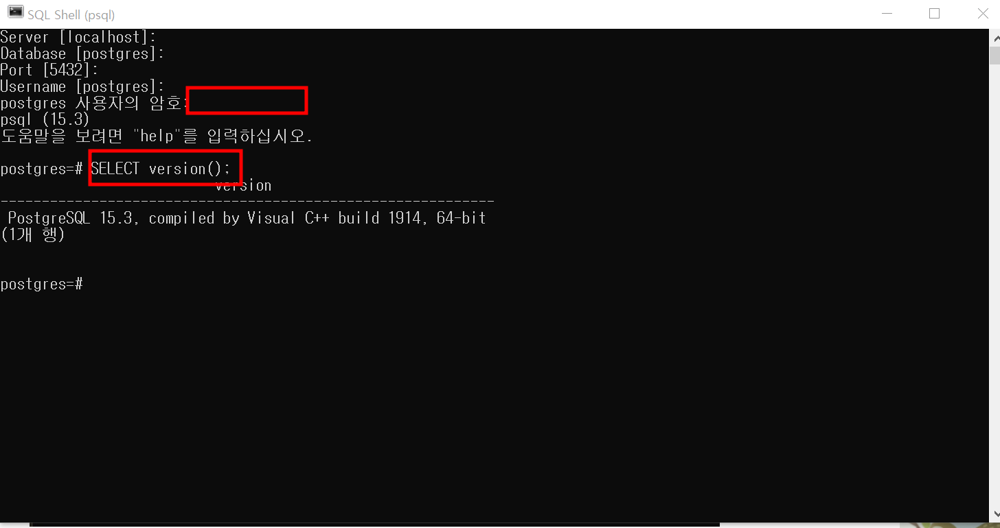 SQL Shell (psql)
Server [localhost]:
Database [postgres]:
Port [5432]:
Username [postgres]:
postgres 사용자의 암호:
psql (15.3)
도움말을 보려면 "help"를 입력하십시오.
postgres=# SELECT version();
version
------------------------------------------------------------
PostgreSQL 15.3, compiled by Visual C++ build 1914, 64-bit
(1개 행)
postgres=#